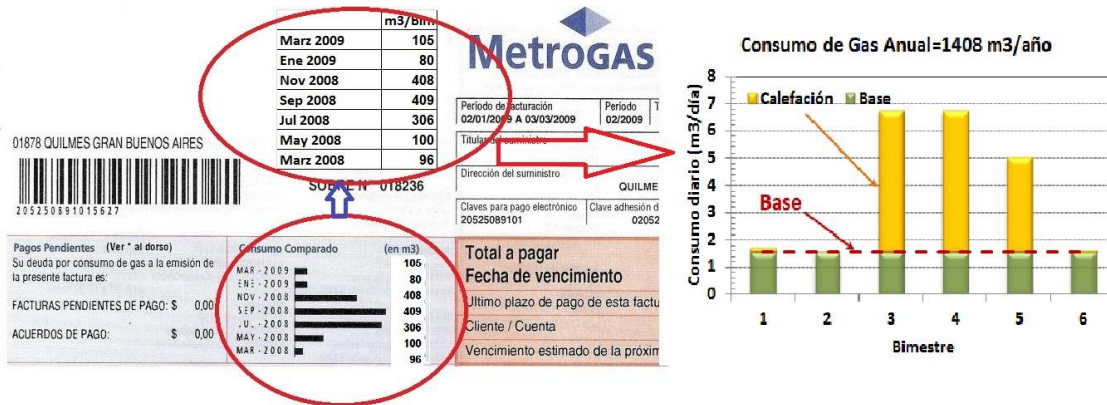 m3/Bim
Marz 2009 105
Ene 2009 80
Nov 2008 408
Sep 2008 409
Jul 2008 306
May 2008 100
Marz 2008 96
MetroGAS
Período de facturación
02/01/2009 A 03/03/2009
Período
02/2009
Titular del suministro
Dirección del suministro
QUILME
Claves para pago electrónico
20525089101
Clave adhesión d
02052
01878 QUILMES GRAN BUENOS AIRES
205250891015627
SOBRE N° 018236
Pagos Pendientes (Ver * al dorso)
Su deuda por consumo de gas a la emisión de
la presente factura es:
FACTURAS PENDIENTES DE PAGO: $ 0,00
ACUERDOS DE PAGO: $ 0,00
Consumo Comparado (en m3)
MAR-2009 105
ENE-2009 80
NOV-2008 408
SEP-2008 409
JUL-2008 306
MAY-2008 100
MAR-2008 96
Total a pagar
Fecha de vencimiento
Ultimo plazo de pago de esta factu
Cliente / Cuenta
Vencimiento estimado de la próxim
Consumo de Gas Anual=1408 m3/año
Consumo diario (m3/día)
8
7
6
5
4
3
2
1
0
Calefación Base
Base
1 2 3 4 5 6
Bimestre